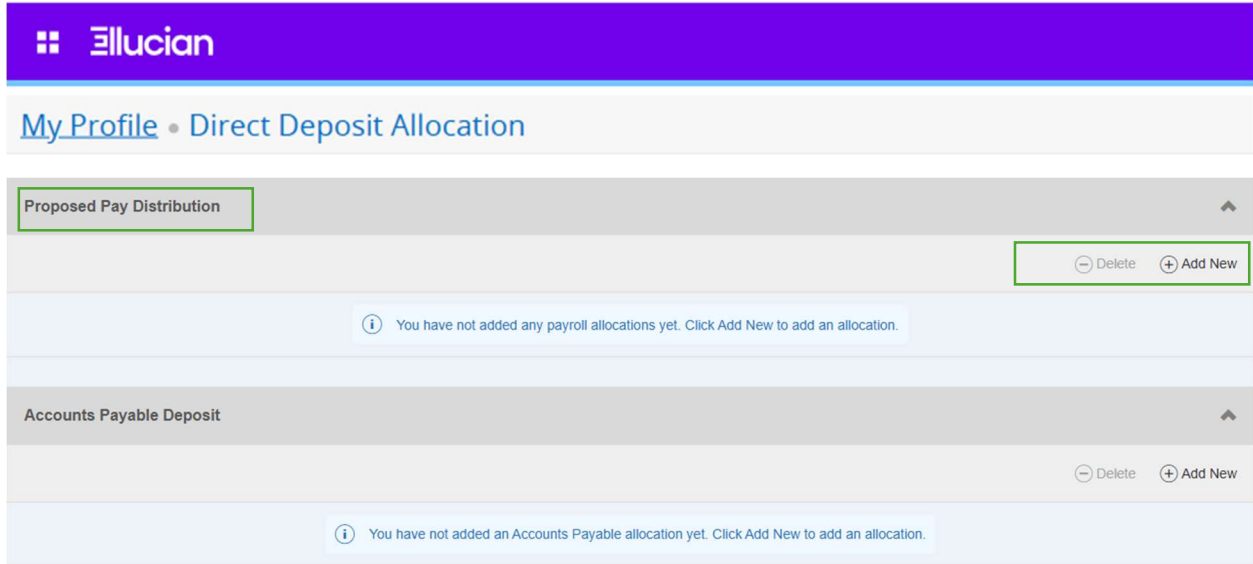 Ellucian
My Profile • Direct Deposit Allocation
Proposed Pay Distribution
Delete Add New
You have not added any payroll allocations yet. Click Add New to add an allocation.
Accounts Payable Deposit
Delete Add New
You have not added an Accounts Payable allocation yet. Click Add New to add an allocation.